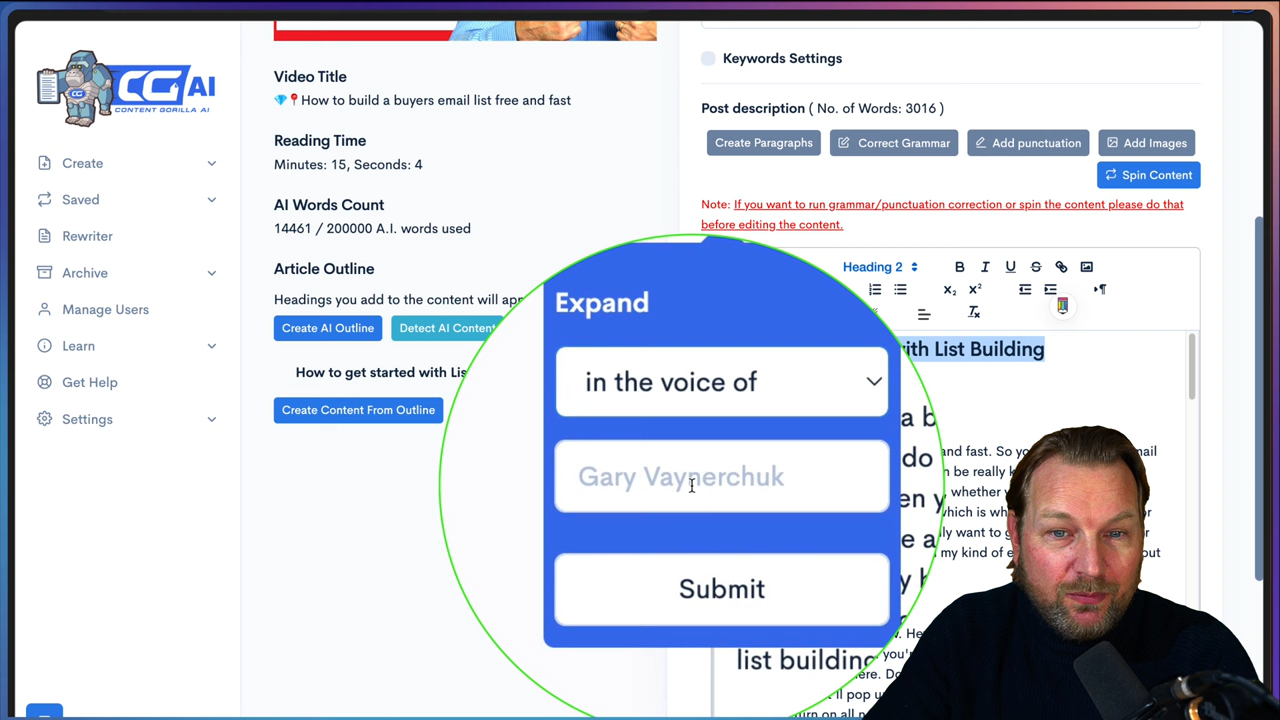 CG AI
CONTENT GORILLA AI
CG
Create
Saved
Rewriter
Archive
Manage Users
Learn
Get Help
Settings
Video Title
💎📍How to build a buyers email list free and fast
Reading Time
Minutes: 15, Seconds: 4
AI Words Count
14461 / 200000 A.I. words used
Article Outline
Headings you add to the content will
Create AI Outline
Detect AI Content
How to get started with
Create Content From Outline
Keywords Settings
Post description ( No. of Words: 3016 )
Create Paragraphs
Correct Grammar
Add punctuation
Add Images
Spin Content
Note: If you want to run grammar/punctuation correction or spin the content please do that
before editing the content.
Heading 2
with List Building
Expand
in the voice of
Gary Vaynerchuk
Submit
and fast. So
be really
whether
which is
want to
my kind of
out
list building